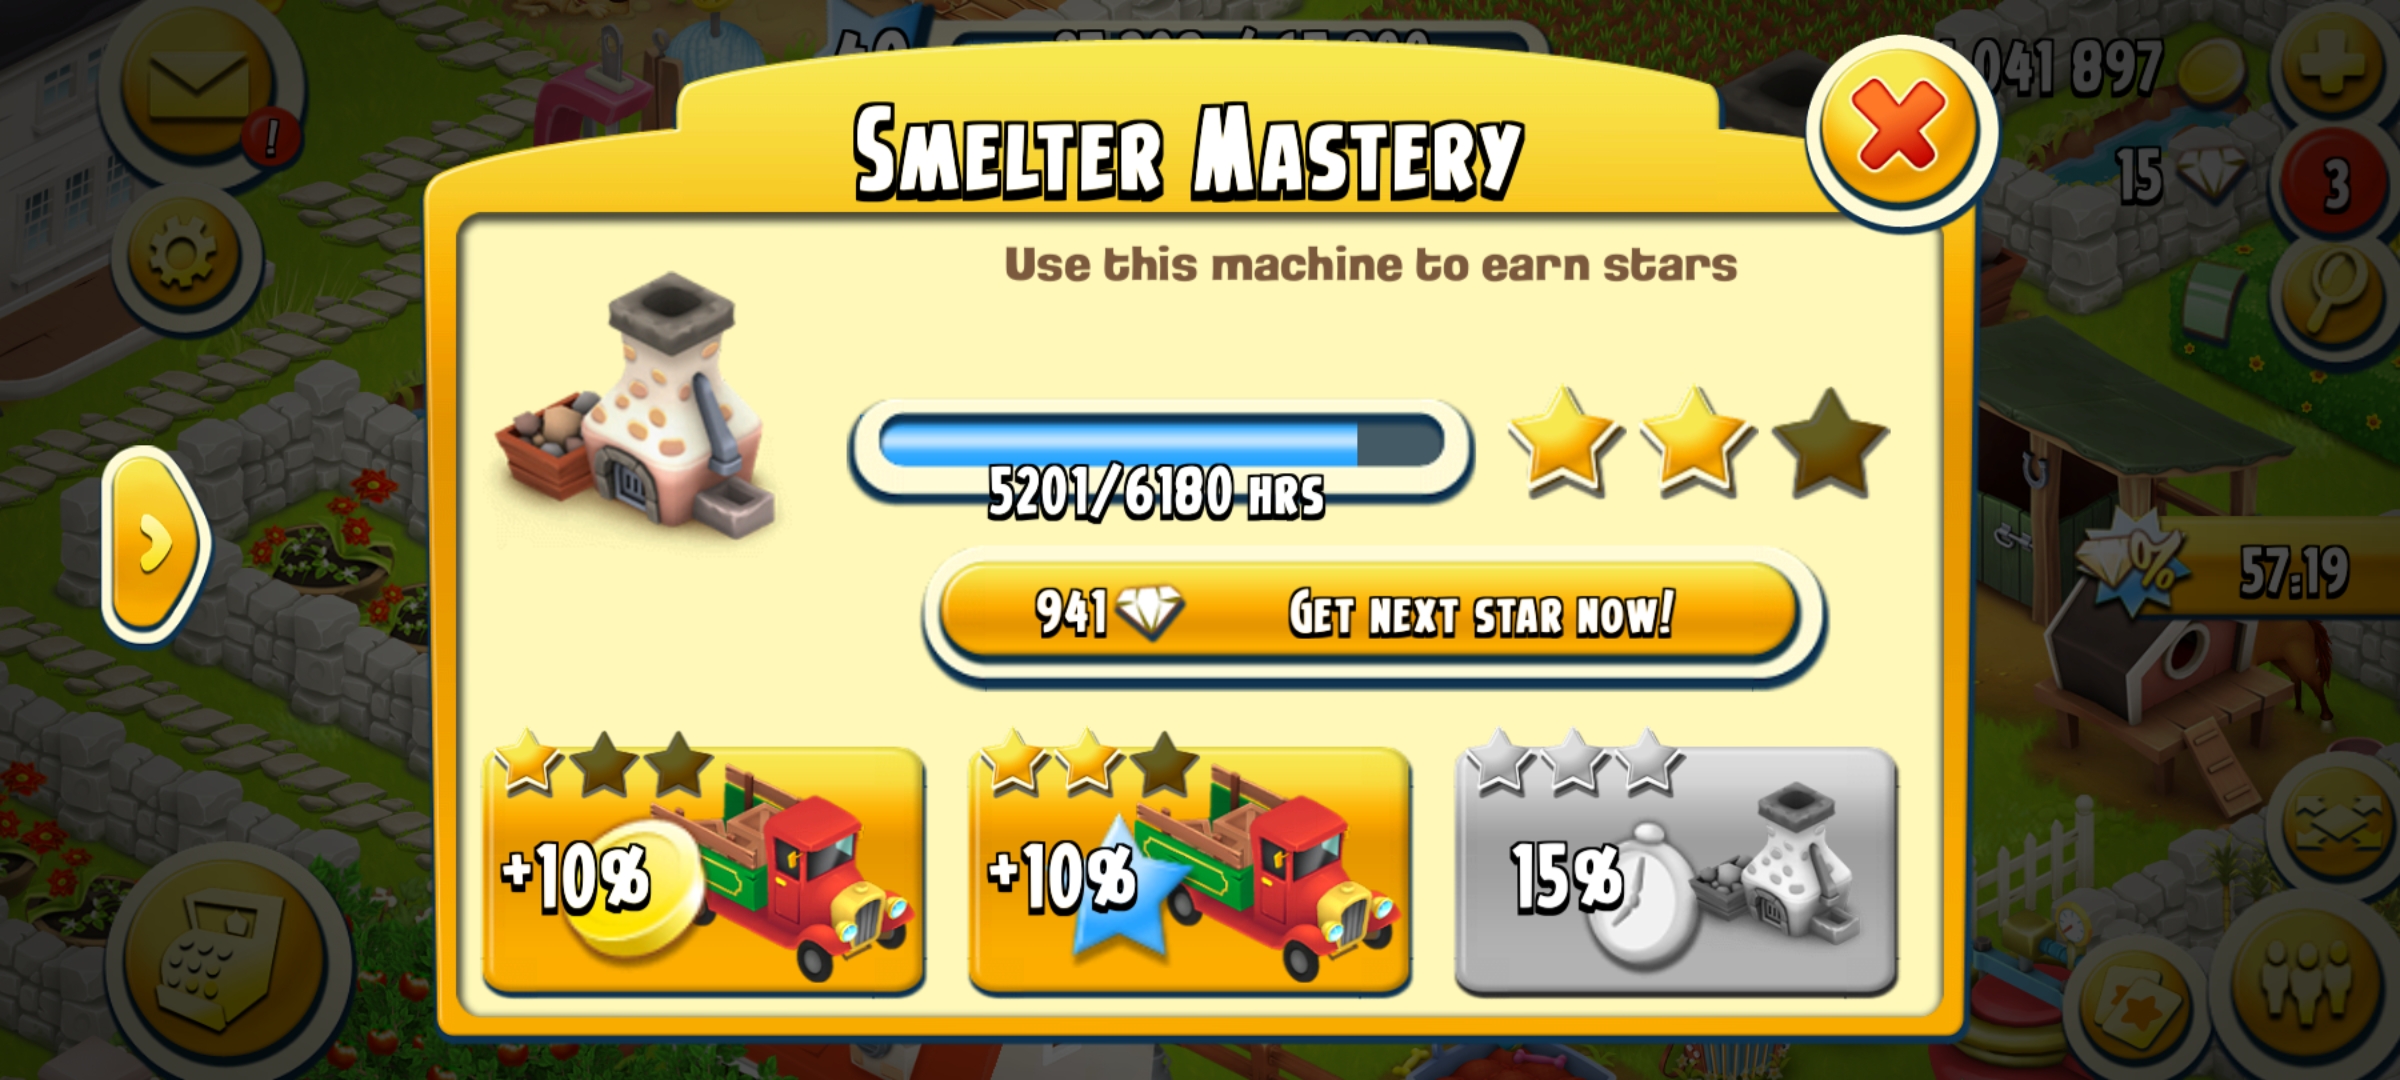 SMELTER MASTERY
Use this machine to earn stars
5201/6180 HRS
941 GET NEXT STAR NOW!
+10%
+10%
15%
!
041 897
15
3
%
57:19